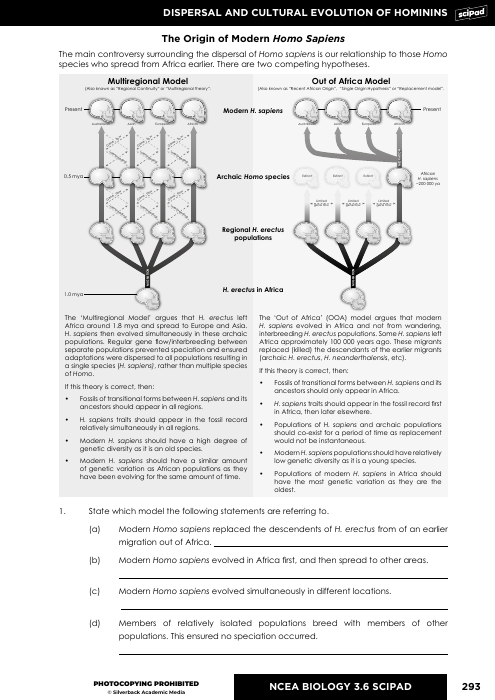 DISPERSAL AND CULTURAL EVOLUTION OF HOMININS
scipad
The Origin of Modern Homo Sapiens
The main controversy surrounding the dispersal of Homo sapiens is our relationship to those Homo
species who spread from Africa earlier. There are two competing hypotheses.
Multiregional Model
(Also known as "Regional Continuity" or "Multiregional theory".
Out of Africa Model
(Also known as "Recent African Origin", "Single Origin Hypothesis" or "Replacement model".
Present
Modern H. sapiens
Present
0.5 mya
Archaic Homo species
African
H. sapiens
~200 000 ya
Regional H. erectus
populations
1.0 mya
H. erectus in Africa
The 'Multiregional Model' argues that H. erectus left
Africa around 1.8 mya and spread to Europe and Asia.
H. sapiens then evolved simultaneously in these archaic
populations. Regular gene flow/interbreeding between
separate populations prevented speciation and ensured
adaptations were dispersed to all populations resulting in
a single species (H. sapiens), rather than multiple species
of Homo.
If this theory is correct, then:
• Fossils of transitional forms between H. sapiens and its
ancestors should appear in all regions.
• H. sapiens traits should appear in the fossil record
relatively simultaneously in all regions.
• Modern H. sapiens should have a high degree of
genetic diversity as it is an old species.
• Modern H. sapiens should have a similar amount
of genetic variation as African populations as they
have been evolving for the same amount of time.
The 'Out of Africa' (OOA) model argues that modern
H. sapiens evolved in Africa and not from wandering,
interbreeding H. erectus populations. Some H. sapiens left
Africa approximately 100 000 years ago. These migrants
replaced (killed) the descendants of the earlier migrants
(archaic H. erectus, H. neanderthalensis, etc).
If this theory is correct, then:
• Fossils of transitional forms between H. sapiens and its
ancestors should only appear in Africa.
• H. sapiens traits should appear in the fossil record first
in Africa, then later elsewhere.
• Populations of H. sapiens and archaic populations
should co-exist for a period of time as replacement
would not be instantaneous.
• Modern H. sapiens populations should have relatively
low genetic diversity as it is a young species.
• Populations of modern H. sapiens in Africa should
have the most genetic variation as they are the
oldest.
1. State which model the following statements are referring to.
(a) Modern Homo sapiens replaced the descendents of H. erectus from of an earlier
migration out of Africa.
(b) Modern Homo sapiens evolved in Africa first, and then spread to other areas.
(c) Modern Homo sapiens evolved simultaneously in different locations.
(d) Members of relatively isolated populations breed with members of other
populations. This ensured no speciation occurred.
PHOTOCOPYING PROHIBITED
© Silverback Academic Media
NCEA BIOLOGY 3.6 SCIPAD
293